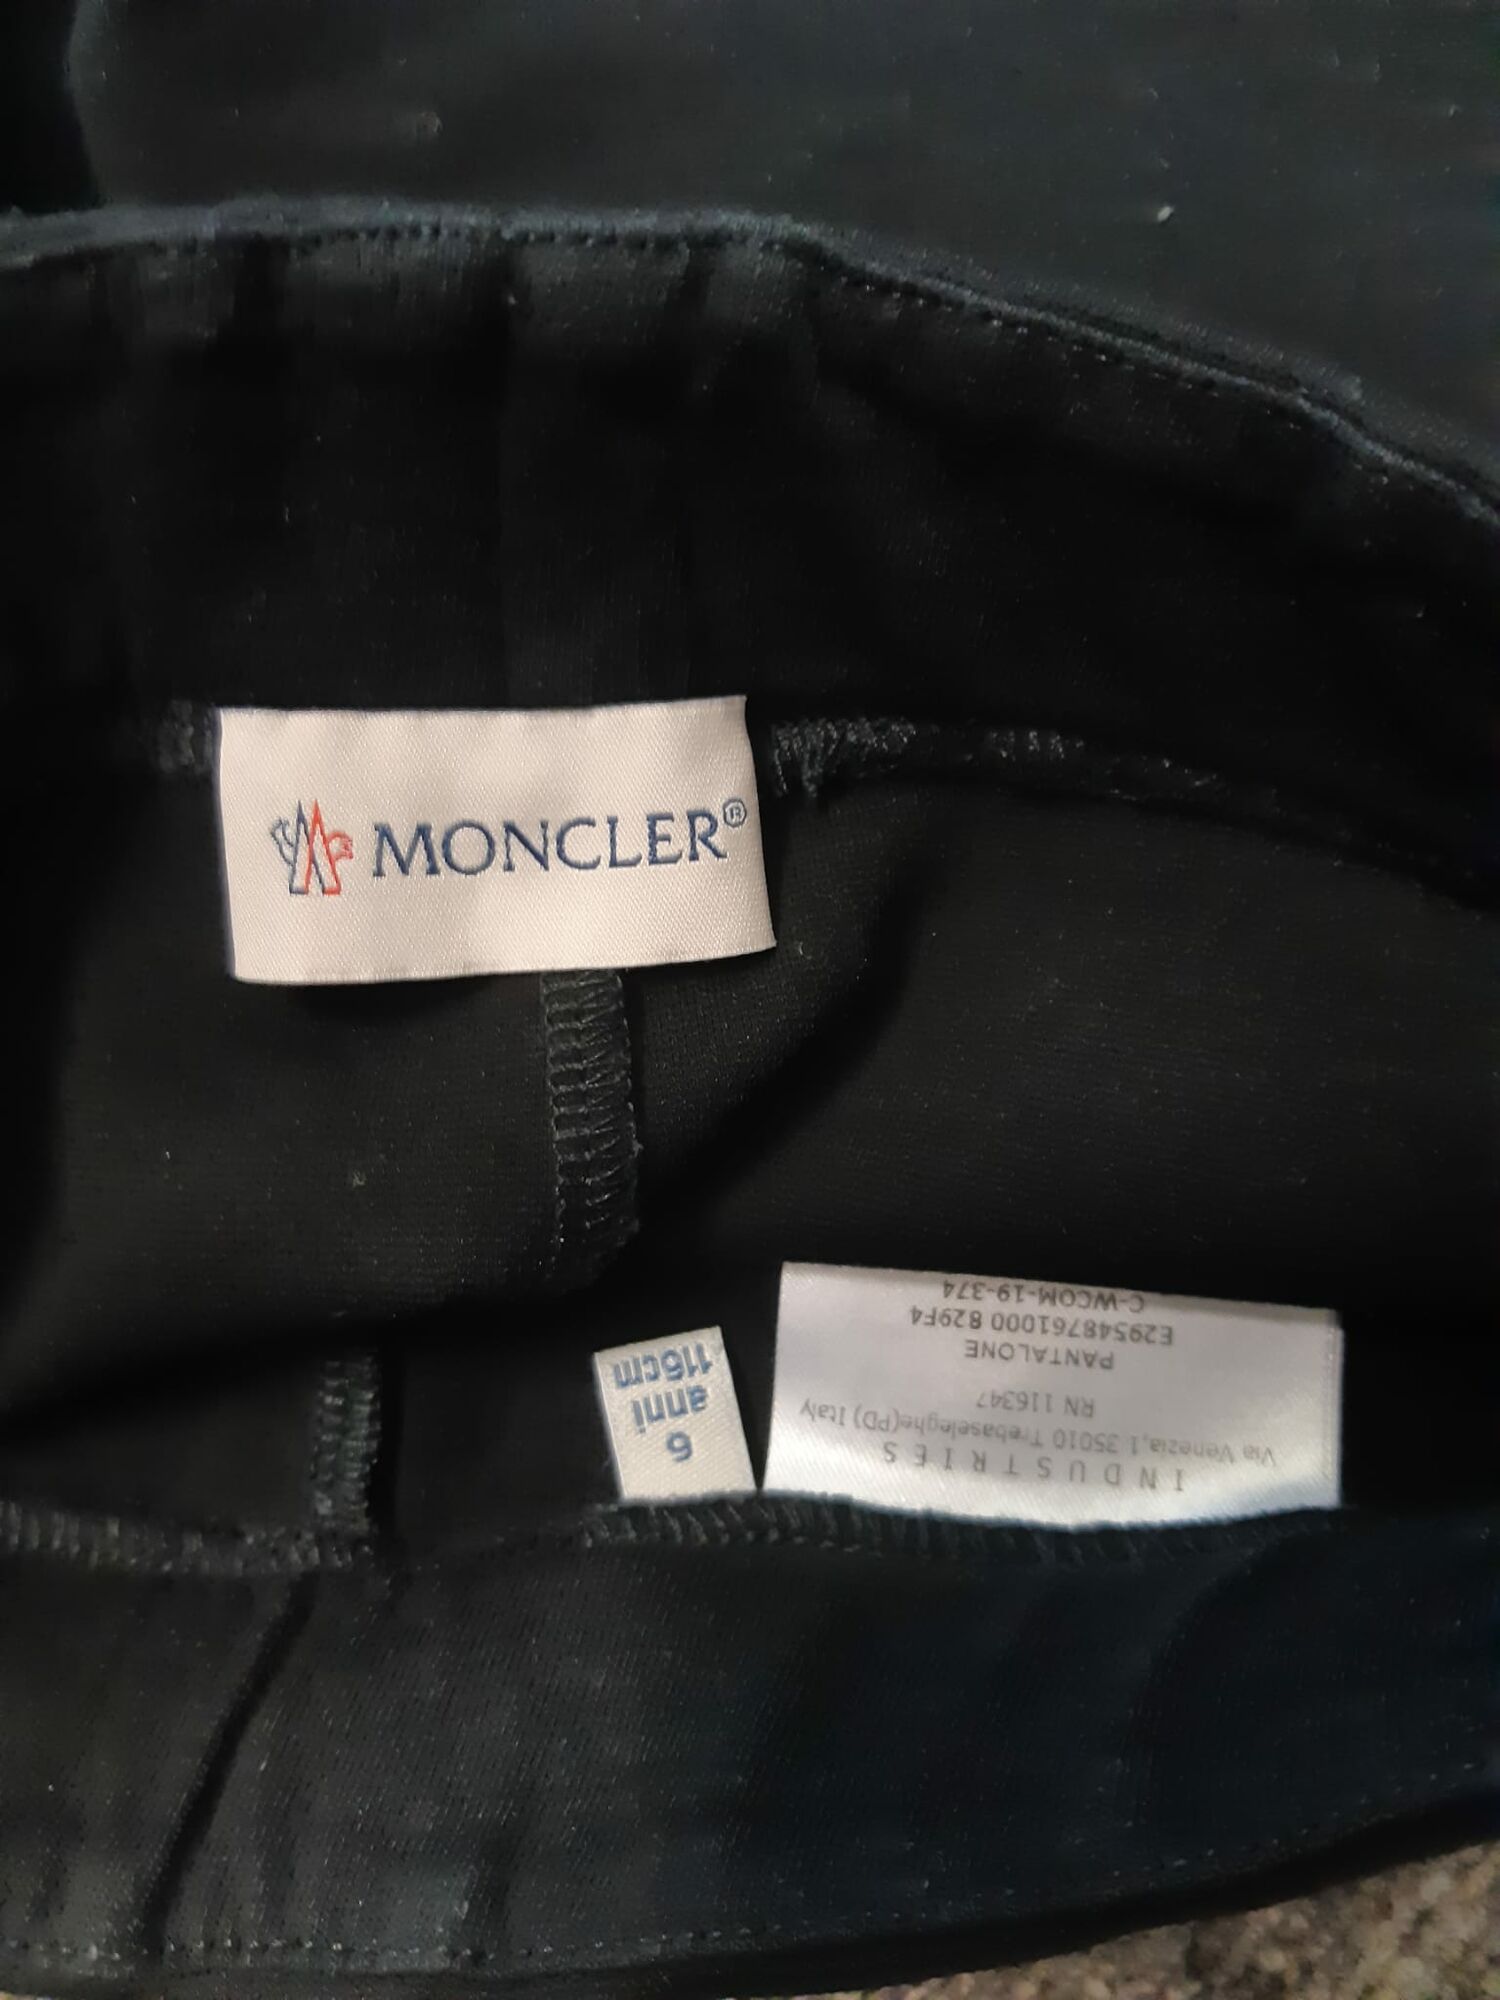 MONCLER®
6
anni
116cm
INDUSTRIES
Via Venezia,1 35010 Trebaseleghe(PD) Italy
RN 116347
PANTALONE
E29548761000 829F4
C-WCOM-19-374